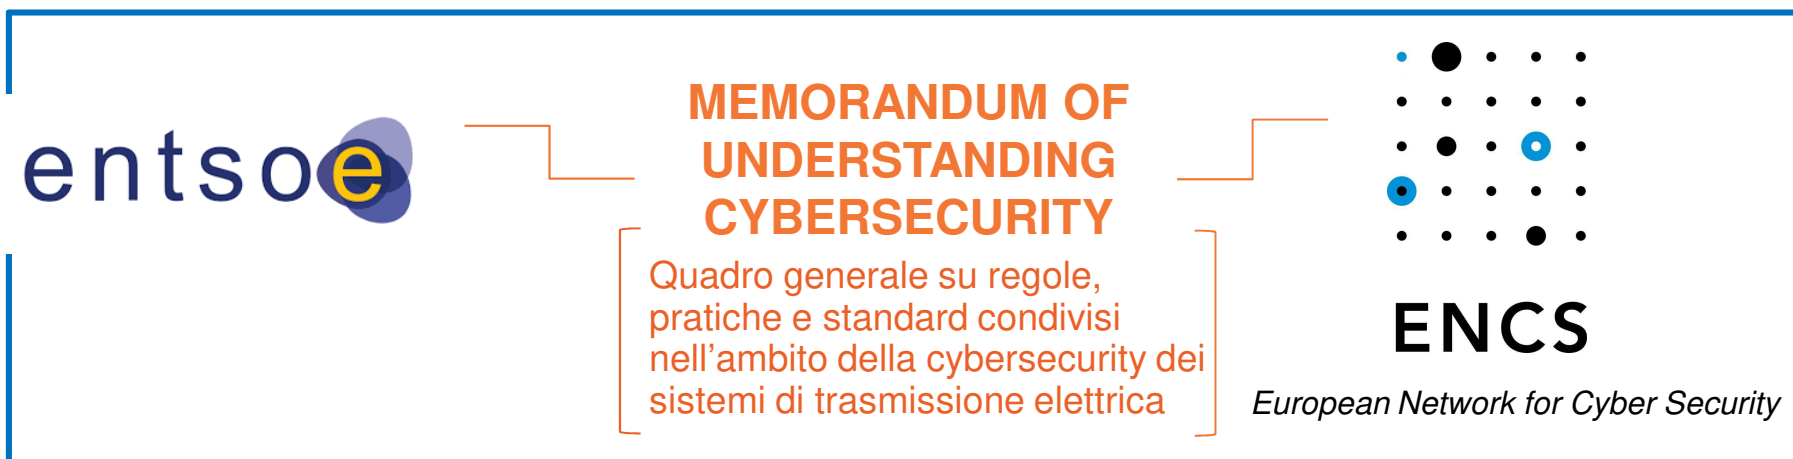 entsoe
MEMORANDUM OF
UNDERSTANDING
CYBERSECURITY
Quadro generale su regole,
pratiche e standard condivisi
nell’ambito della cybersecurity dei
sistemi di trasmissione elettrica
ENCS
European Network for Cyber Security